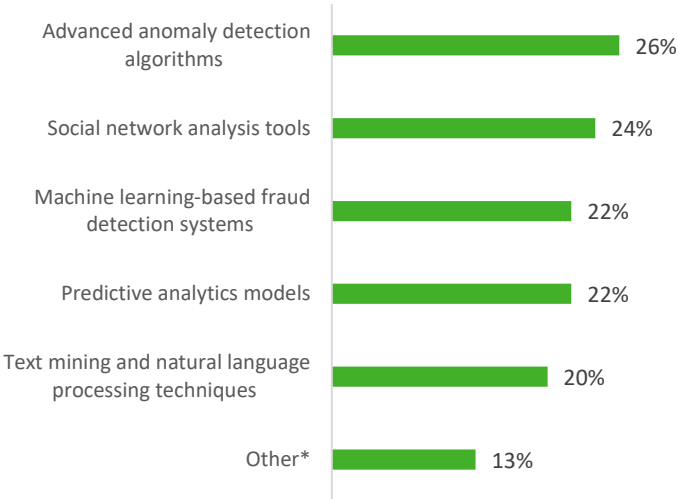 Advanced anomaly detection
algorithms
26%
Social network analysis tools
24%
Machine learning-based fraud
detection systems
22%
Predictive analytics models
22%
Text mining and natural language
processing techniques
20%
Other*
13%